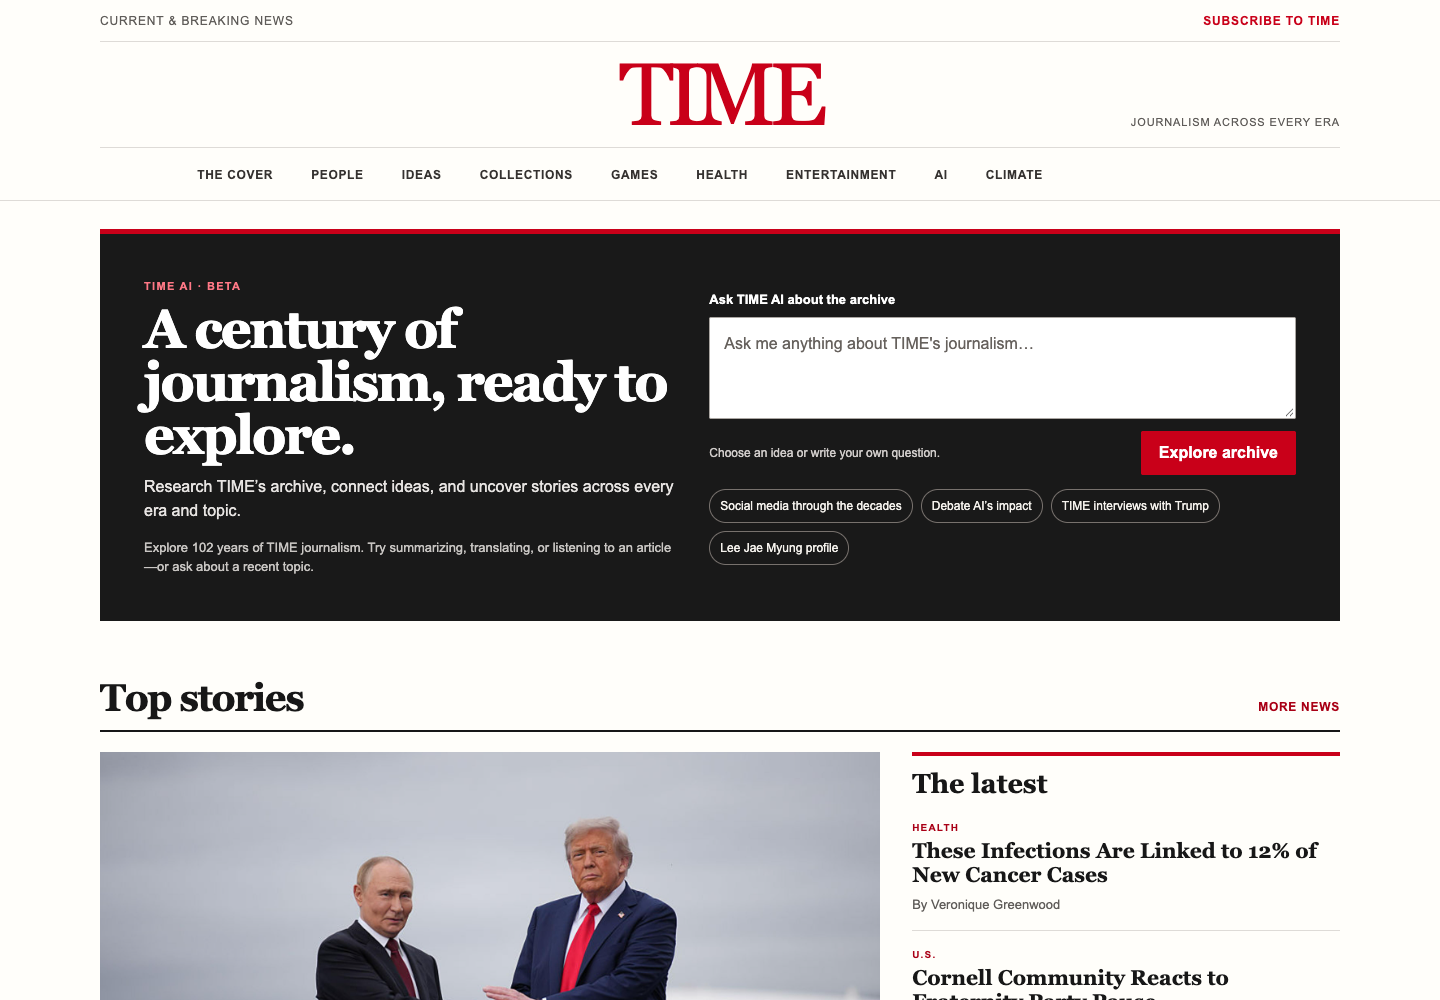 CURRENT & BREAKING NEWS
SUBSCRIBE TO TIME
TIME
JOURNALISM ACROSS EVERY ERA
THE COVER PEOPLE IDEAS COLLECTIONS GAMES HEALTH ENTERTAINMENT AI CLIMATE
TIME AI · BETA
A century of
journalism, ready to
explore.
Research TIME’s archive, connect ideas, and uncover stories across every
era and topic.
Explore 102 years of TIME journalism. Try summarizing, translating, or listening to an article
—or ask about a recent topic.
Ask TIME AI about the archive
Ask me anything about TIME's journalism…
Choose an idea or write your own question.
Explore archive
Social media through the decades
Debate AI’s impact
TIME interviews with Trump
Lee Jae Myung profile
Top stories
MORE NEWS
The latest
HEALTH
These Infections Are Linked to 12% of
New Cancer Cases
By Veronique Greenwood
U.S.
Cornell Community Reacts to
Fraternity Party Pause